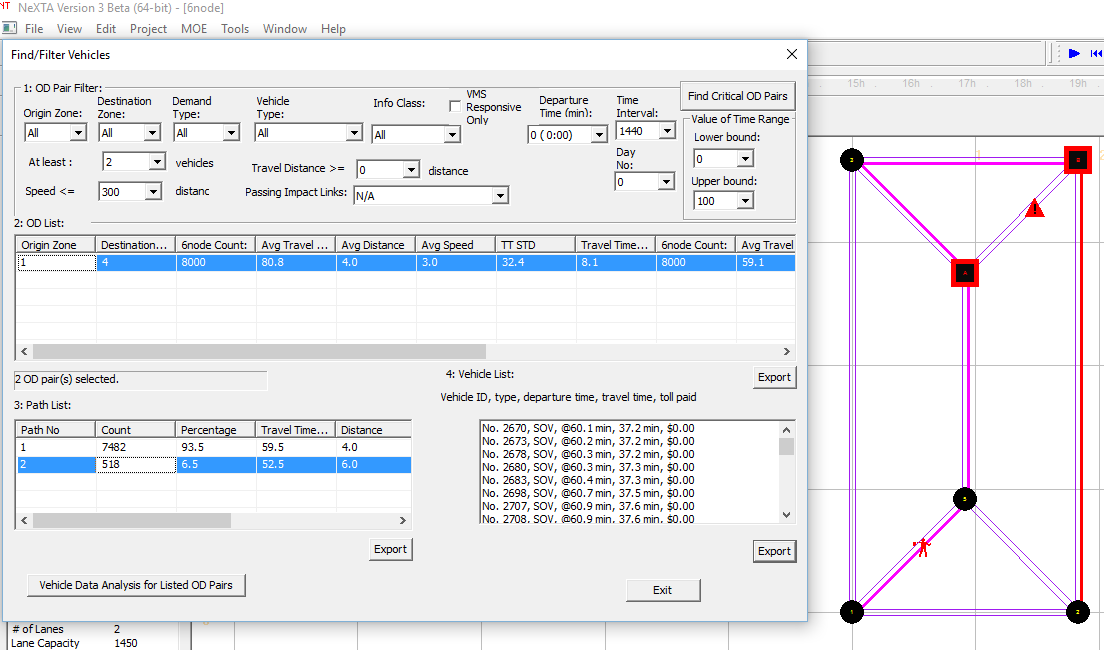 NeXTA Version 3 Beta (64-bit) - [6node]
File View Edit Project MOE Tools Window Help
Find/Filter Vehicles
15h 16h 17h 18h 19h
1: OD Pair Filter:
Origin Zone: Destination Zone: Demand Type: Vehicle Type: Info Class: VMS Responsive Only Departure Time (min): Time Interval: Find Critical OD Pairs
All All All All All 0 ( 0:00) 1440
Value of Time Range
Lower bound:
0
Upper bound:
100
Day No:
0
At least : 2 vehicles Travel Distance >= 0 distance
Speed <= 300 distanc Passing Impact Links: N/A
2: OD List:
Origin Zone Destination... 6node Count: Avg Travel ... Avg Distance Avg Speed TT STD Travel Time... 6node Count: Avg Travel
1 4 8000 80.8 4.0 3.0 32.4 8.1 8000 59.1
2 OD pair(s) selected.
4: Vehicle List:
Export
3: Path List:
Vehicle ID, type, departure time, travel time, toll paid
Path No Count Percentage Travel Time... Distance
1 7482 93.5 59.5 4.0
2 518 6.5 52.5 6.0
No. 2670, SOV, @60.1 min, 37.2 min, $0.00
No. 2673, SOV, @60.2 min, 37.2 min, $0.00
No. 2678, SOV, @60.3 min, 37.2 min, $0.00
No. 2680, SOV, @60.3 min, 37.3 min, $0.00
No. 2683, SOV, @60.4 min, 37.3 min, $0.00
No. 2698, SOV, @60.7 min, 37.5 min, $0.00
No. 2707, SOV, @60.9 min, 37.6 min, $0.00
No. 2708, SOV, @60.9 min, 37.6 min, $0.00
Export
Export
Vehicle Data Analysis for Listed OD Pairs
Exit
# of Lanes 2
Lane Capacity 1450